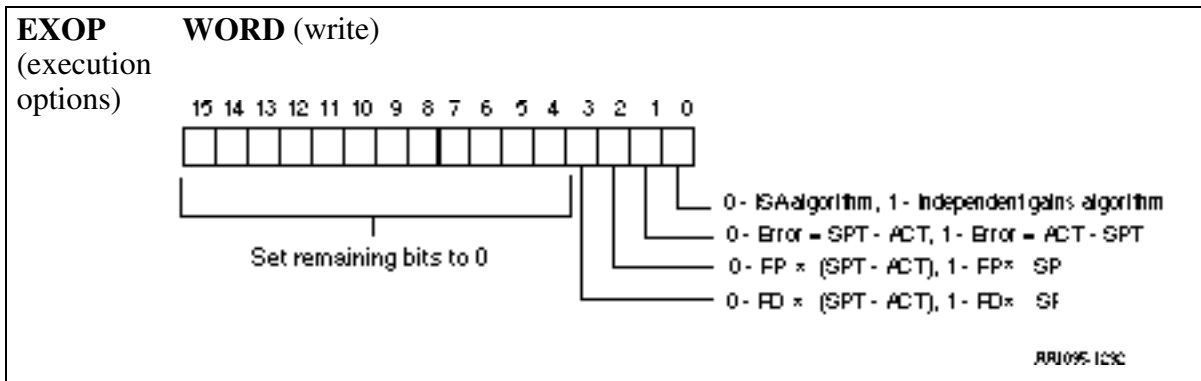 EXOP WORD (write)
(execution
options)
15 14 13 12 11 10 9 8 7 6 5 4 3 2 1 0
0 - ISA algorithm, 1 - Independent gains algorithm
0 - Error = SPT - ACT, 1 - Error = ACT - SPT
Set remaining bits to 0
0 - FP × (SPT - ACT), 1 - FP× SP
0 - FD × (SPT - ACT), 1 - FD×